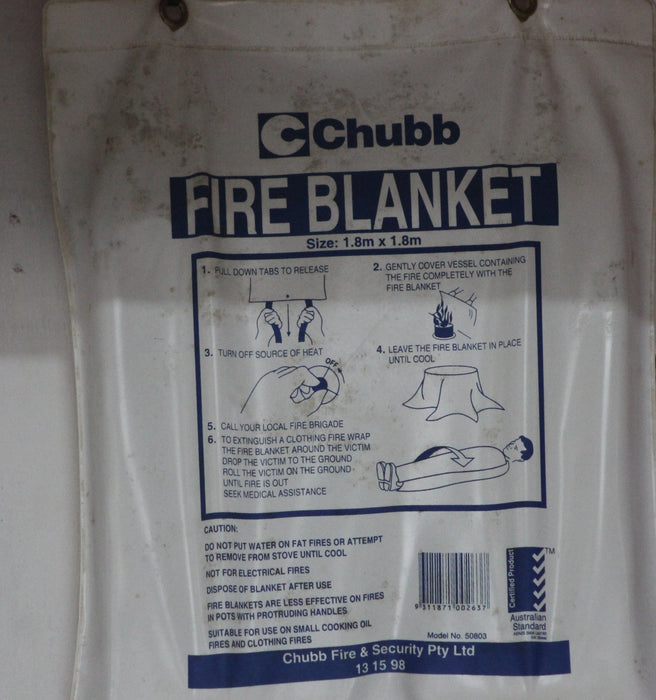 Chubb
FIRE BLANKET
Size: 1.8m x 1.8m
1. PULL DOWN TABS TO RELEASE
2. GENTLY COVER VESSEL CONTAINING
THE FIRE COMPLETELY WITH THE
FIRE BLANKET
3. TURN OFF SOURCE OF HEAT
OFF
4. LEAVE THE FIRE BLANKET IN PLACE
UNTIL COOL
5. CALL YOUR LOCAL FIRE BRIGADE
6. TO EXTINGUISH A CLOTHING FIRE WRAP
THE FIRE BLANKET AROUND THE VICTIM
DROP THE VICTIM TO THE GROUND
ROLL THE VICTIM ON THE GROUND
UNTIL FIRE IS OUT
SEEK MEDICAL ASSISTANCE
CAUTION:
DO NOT PUT WATER ON FAT FIRES OR ATTEMPT
TO REMOVE FROM STOVE UNTIL COOL
NOT FOR ELECTRICAL FIRES
DISPOSE OF BLANKET AFTER USE
FIRE BLANKETS ARE LESS EFFECTIVE ON FIRES
IN POTS WITH PROTRUDING HANDLES
SUITABLE FOR USE ON SMALL COOKING OIL
FIRES AND CLOTHING FIRES
9 311871 002637
Model No. 50803
Certified Product
TM
Australian
Standard
Chubb Fire & Security Pty Ltd
13 15 98